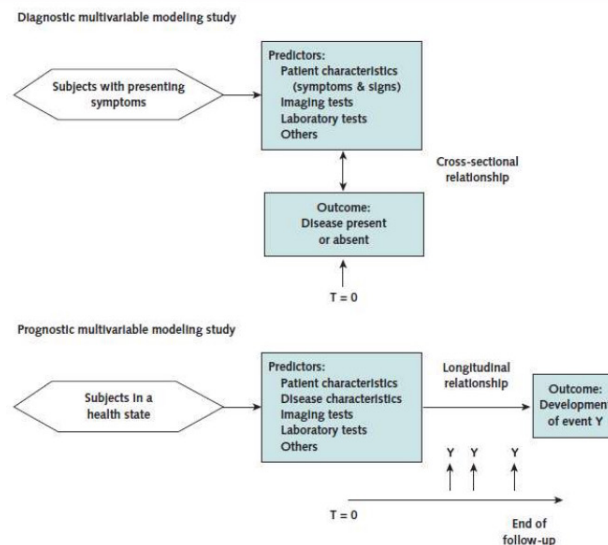 Diagnostic multivariable modeling study
Subjects with presenting
symptoms
Predictors:
Patient characteristics
(symptoms & signs)
Imaging tests
Laboratory tests
Others
Cross-sectional
relationship
Outcome:
Disease present
or absent
T = 0
Prognostic multivariable modeling study
Subjects in a
health state
Predictors:
Patient characteristics
Disease characteristics
Imaging tests
Laboratory tests
Others
Longitudinal
relationship
Outcome:
Development
of event Y
Y Y Y
T = 0
End of
follow-up